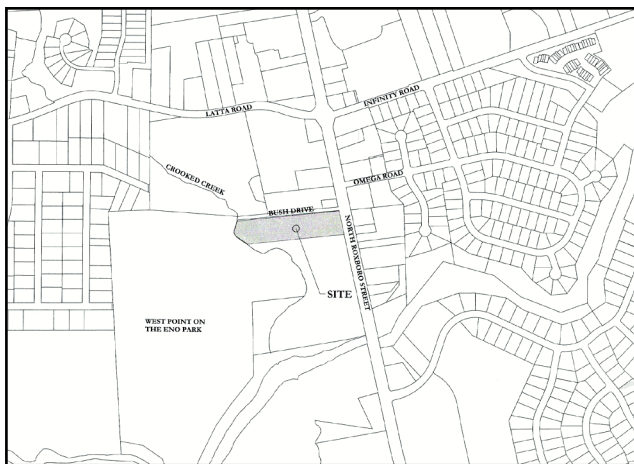 INFINITY ROAD
LATTA ROAD
OMEGA ROAD
CROOKED CREEK
BUSH DRIVE
NORTH ROXBORO STREET
SITE
WEST POINT ON
THE ENO PARK